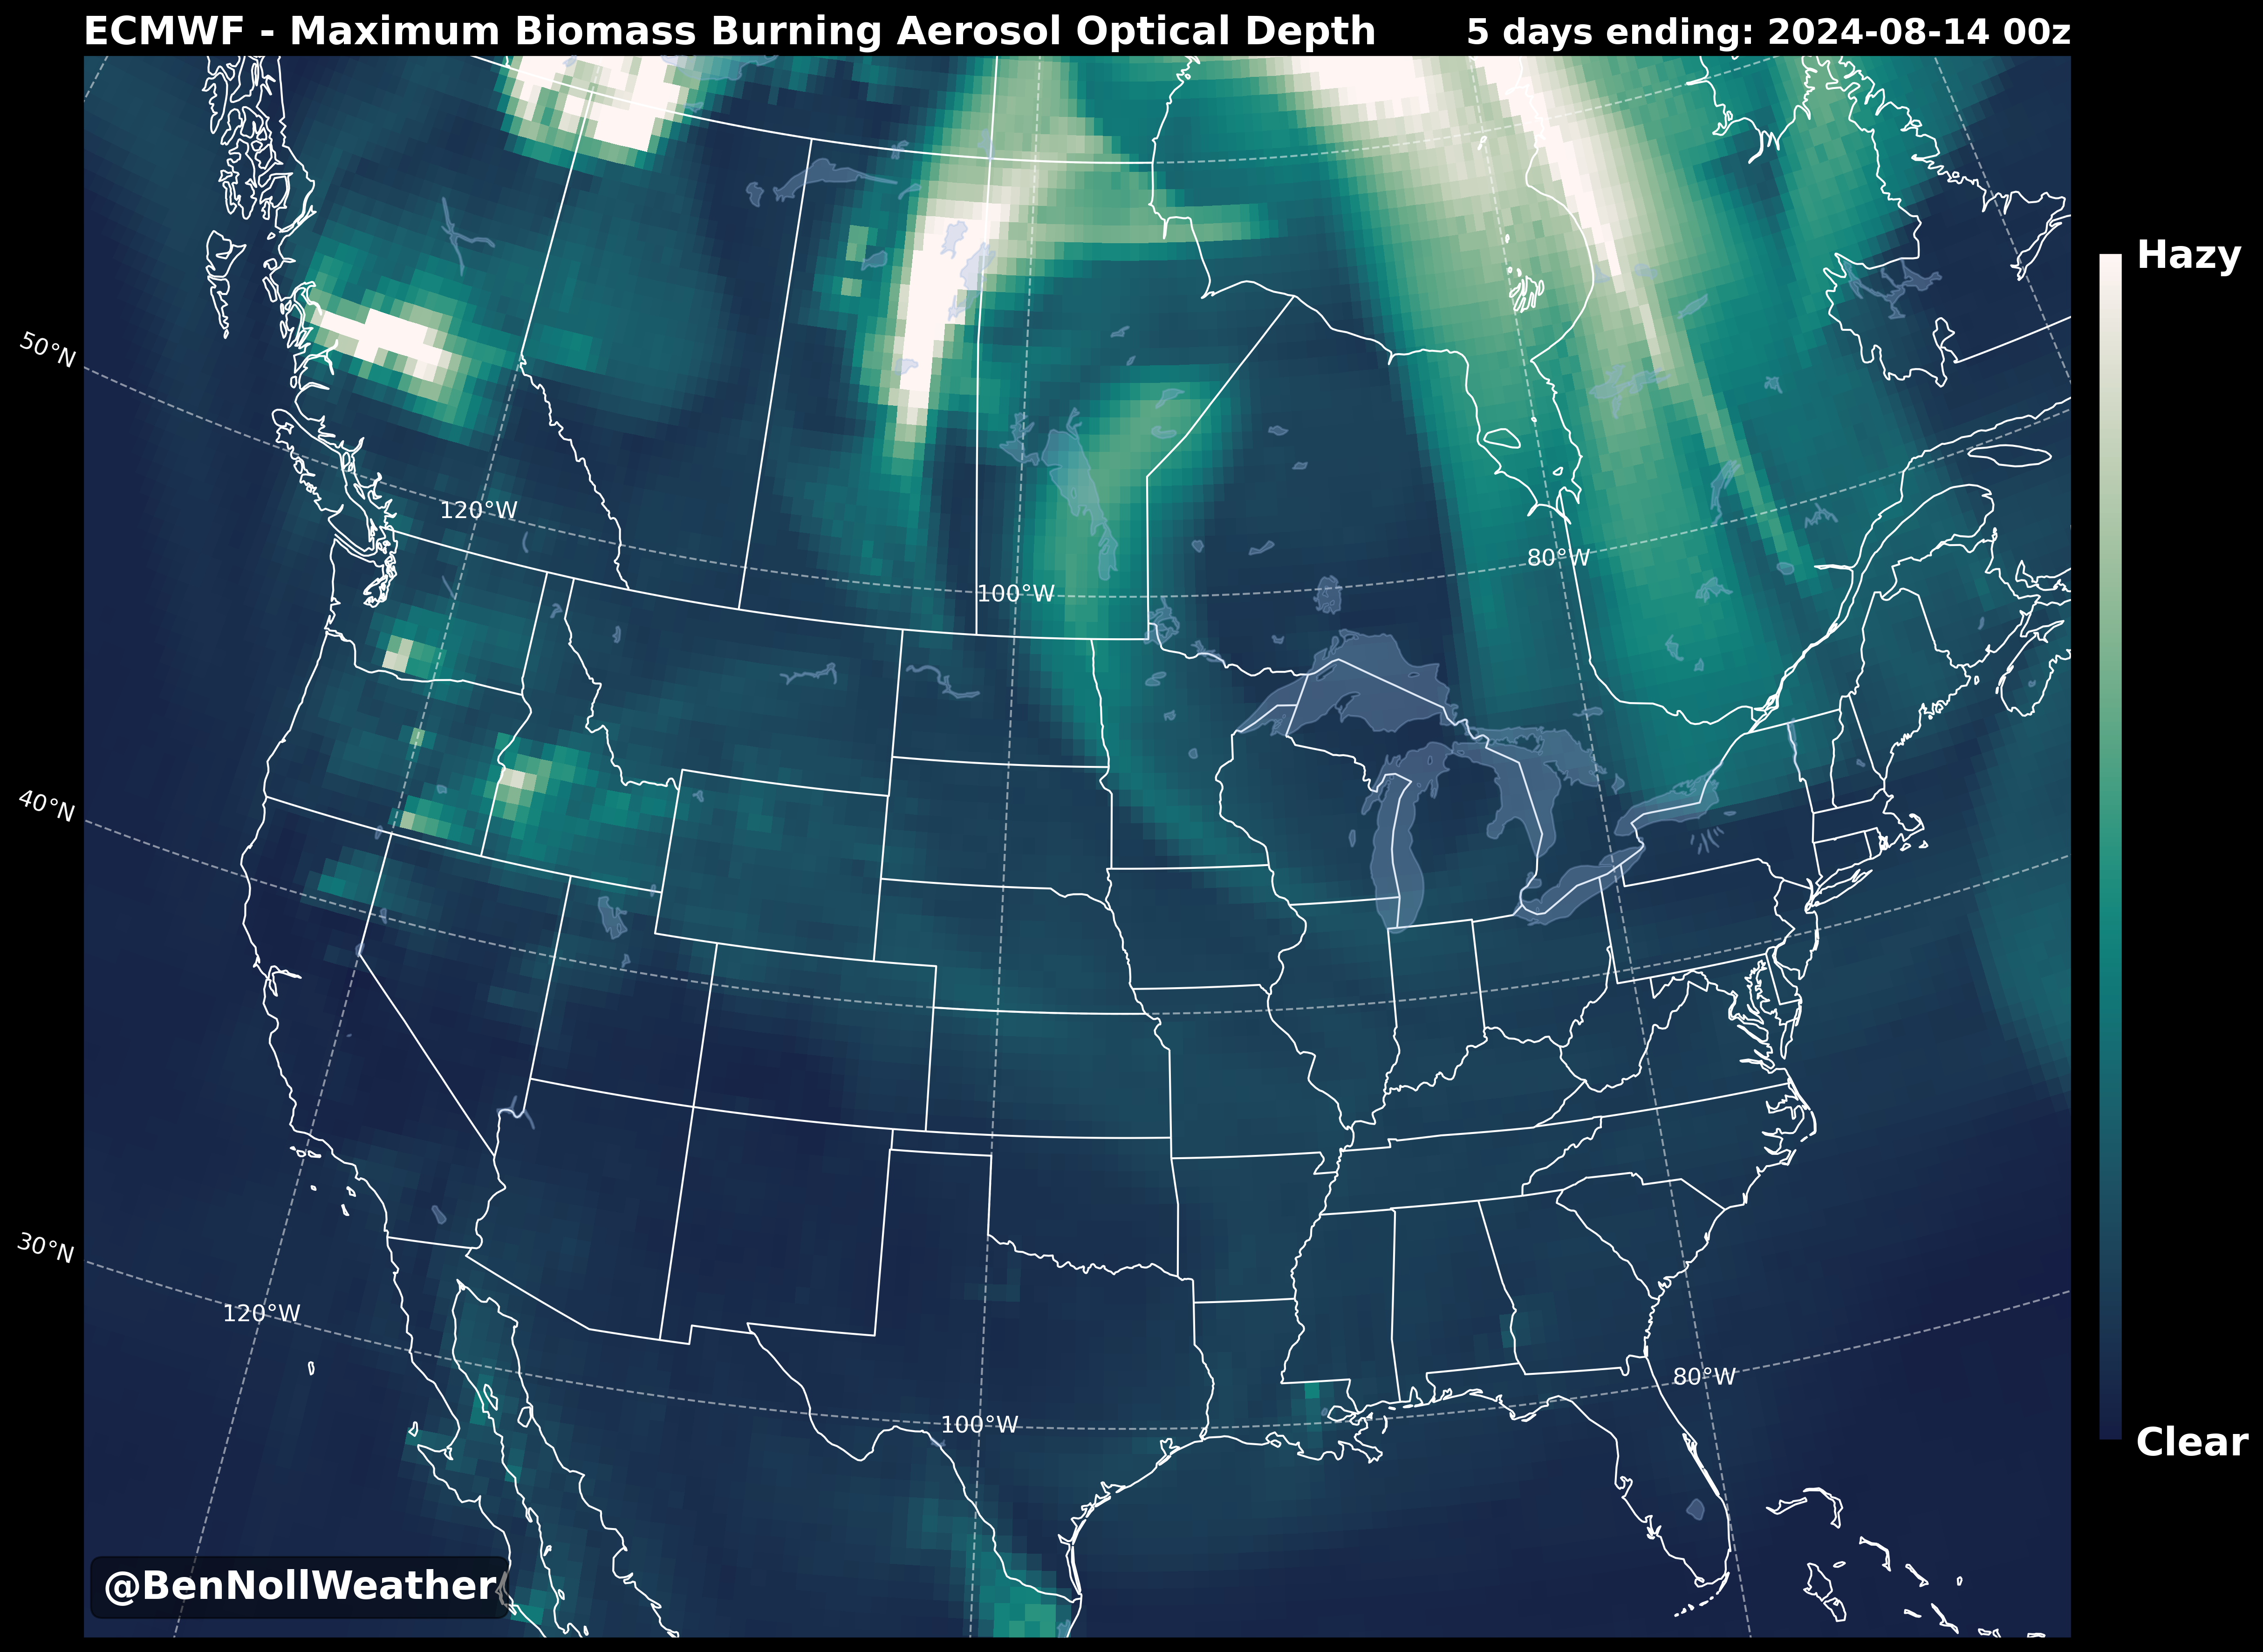 ECMWF - Maximum Biomass Burning Aerosol Optical Depth
5 days ending: 2024-08-14 00z
Hazy
50°N
120°W
80°W
100°W
40°N
30°N
120°W
80°W
100°W
Clear
@BenNollWeather